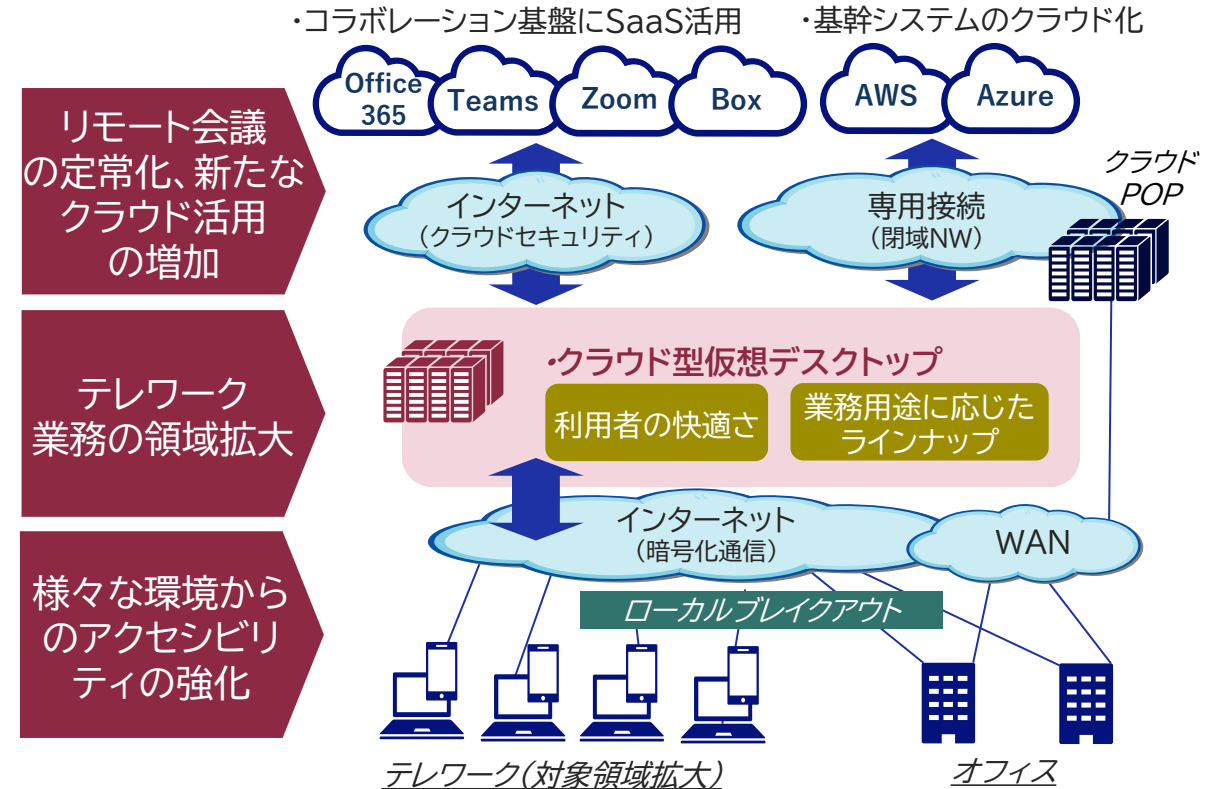 ・コラボレーション基盤にSaaS活用
・基幹システムのクラウド化
Office
365
Teams
Zoom
Box
AWS
Azure
リモート会議
の定常化、新たな
クラウド活用
の増加
インターネット
（クラウドセキュリティ）
専用接続
（閉域NW）
クラウド
POP
テレワーク
業務の領域拡大
・クラウド型仮想デスクトップ
利用者の快適さ
業務用途に応じた
ラインナップ
インターネット
（暗号化通信）
WAN
様々な環境から
のアクセシビリ
ティの強化
ローカルブレイクアウト
テレワーク(対象領域拡大)
オフィス